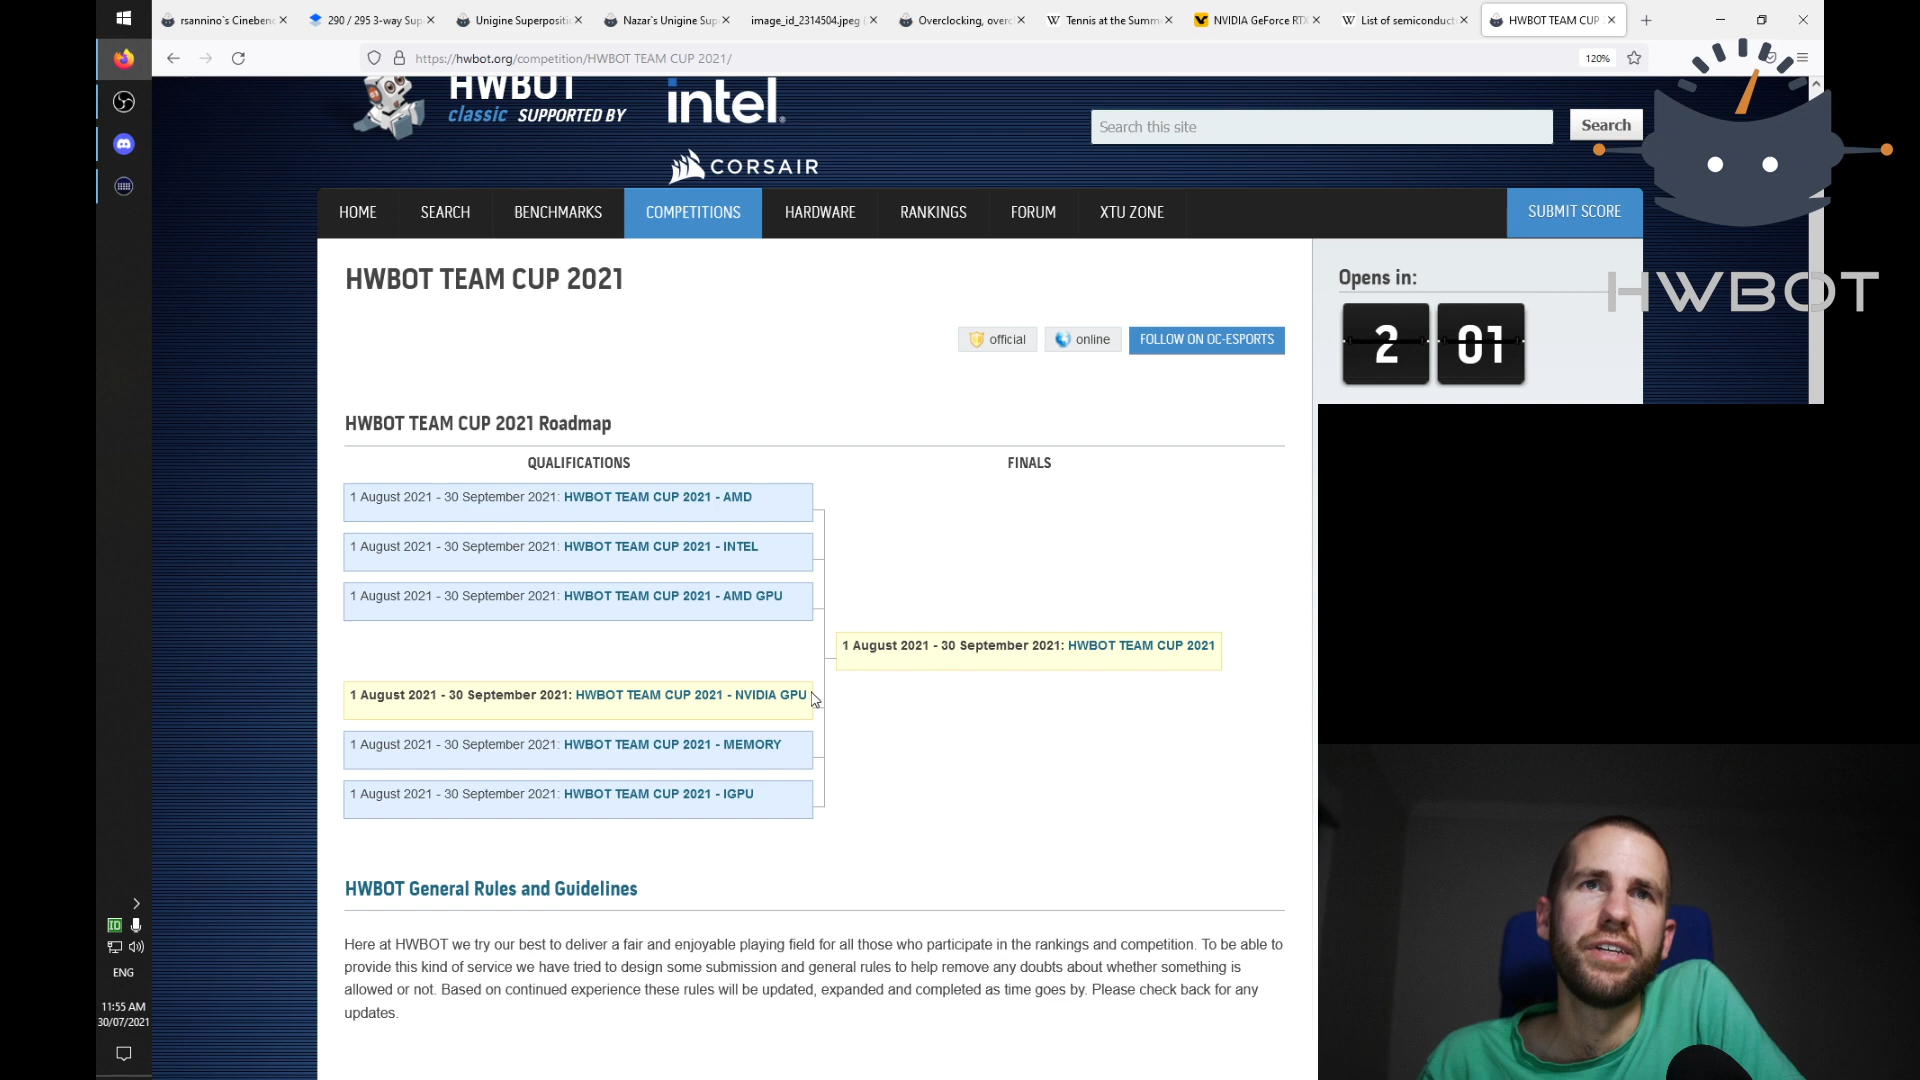 rsannino`s Cinebenc
290 / 295 3-way Sup
Unigine Superpositio
Nazar`s Unigine Sup
image_id_2314504.jpeg (
Overclocking, overc
Tennis at the Summ
NVIDIA GeForce RTX
List of semiconducto
HWBOT TEAM CUP
https://hwbot.org/competition/HWBOT TEAM CUP 2021/
120%
HWBOT
classic SUPPORTED BY
intel
CORSAIR
Search this site
Search
HOME
SEARCH
BENCHMARKS
COMPETITIONS
HARDWARE
RANKINGS
FORUM
XTU ZONE
SUBMIT SCORE
HWBOT
HWBOT TEAM CUP 2021
official
online
FOLLOW ON OC-ESPORTS
Opens in:
2 01
HWBOT TEAM CUP 2021 Roadmap
QUALIFICATIONS
FINALS
1 August 2021 - 30 September 2021: HWBOT TEAM CUP 2021 - AMD
1 August 2021 - 30 September 2021: HWBOT TEAM CUP 2021 - INTEL
1 August 2021 - 30 September 2021: HWBOT TEAM CUP 2021 - AMD GPU
1 August 2021 - 30 September 2021: HWBOT TEAM CUP 2021
1 August 2021 - 30 September 2021: HWBOT TEAM CUP 2021 - NVIDIA GPU
1 August 2021 - 30 September 2021: HWBOT TEAM CUP 2021 - MEMORY
1 August 2021 - 30 September 2021: HWBOT TEAM CUP 2021 - IGPU
HWBOT General Rules and Guidelines
Here at HWBOT we try our best to deliver a fair and enjoyable playing field for all those who participate in the rankings and competition. To be able to
provide this kind of service we have tried to design some submission and general rules to help remove any doubts about whether something is
allowed or not. Based on continued experience these rules will be updated, expanded and completed as time goes by. Please check back for any
updates.
ENG
11:55 AM
30/07/2021